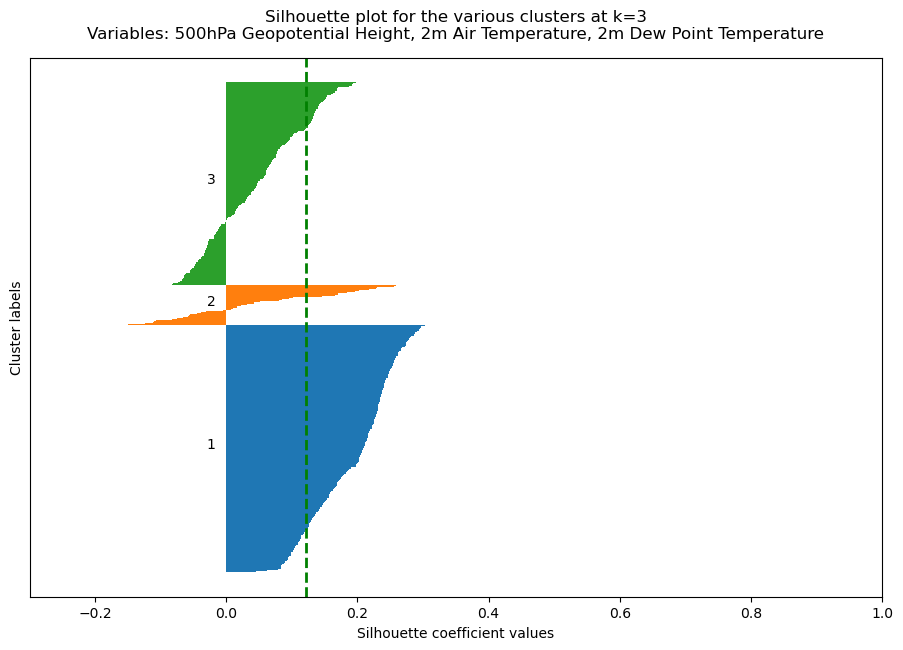 Silhouette plot for the various clusters at k=3
Variables: 500hPa Geopotential Height, 2m Air Temperature, 2m Dew Point Temperature
Cluster labels
3
2
1
−0.2 0.0 0.2 0.4 0.6 0.8 1.0
Silhouette coefficient values